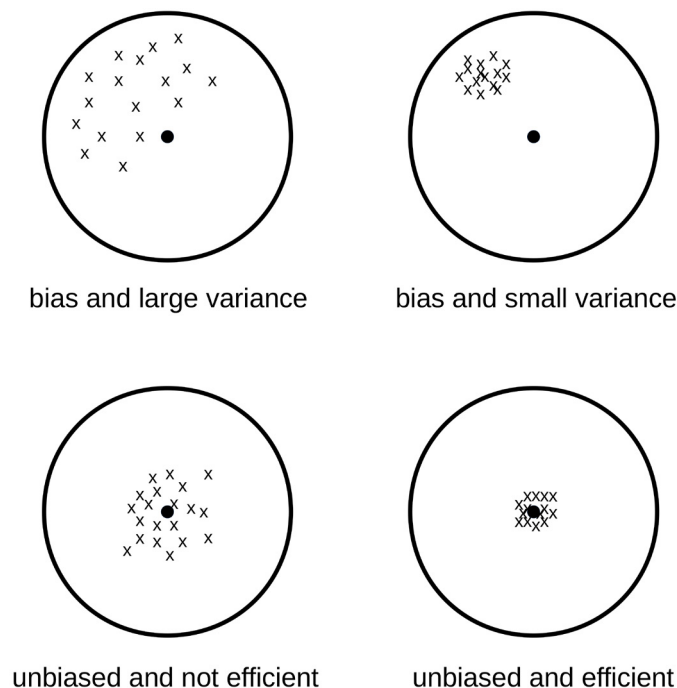 bias and large variance
bias and small variance
unbiased and not efficient
unbiased and efficient